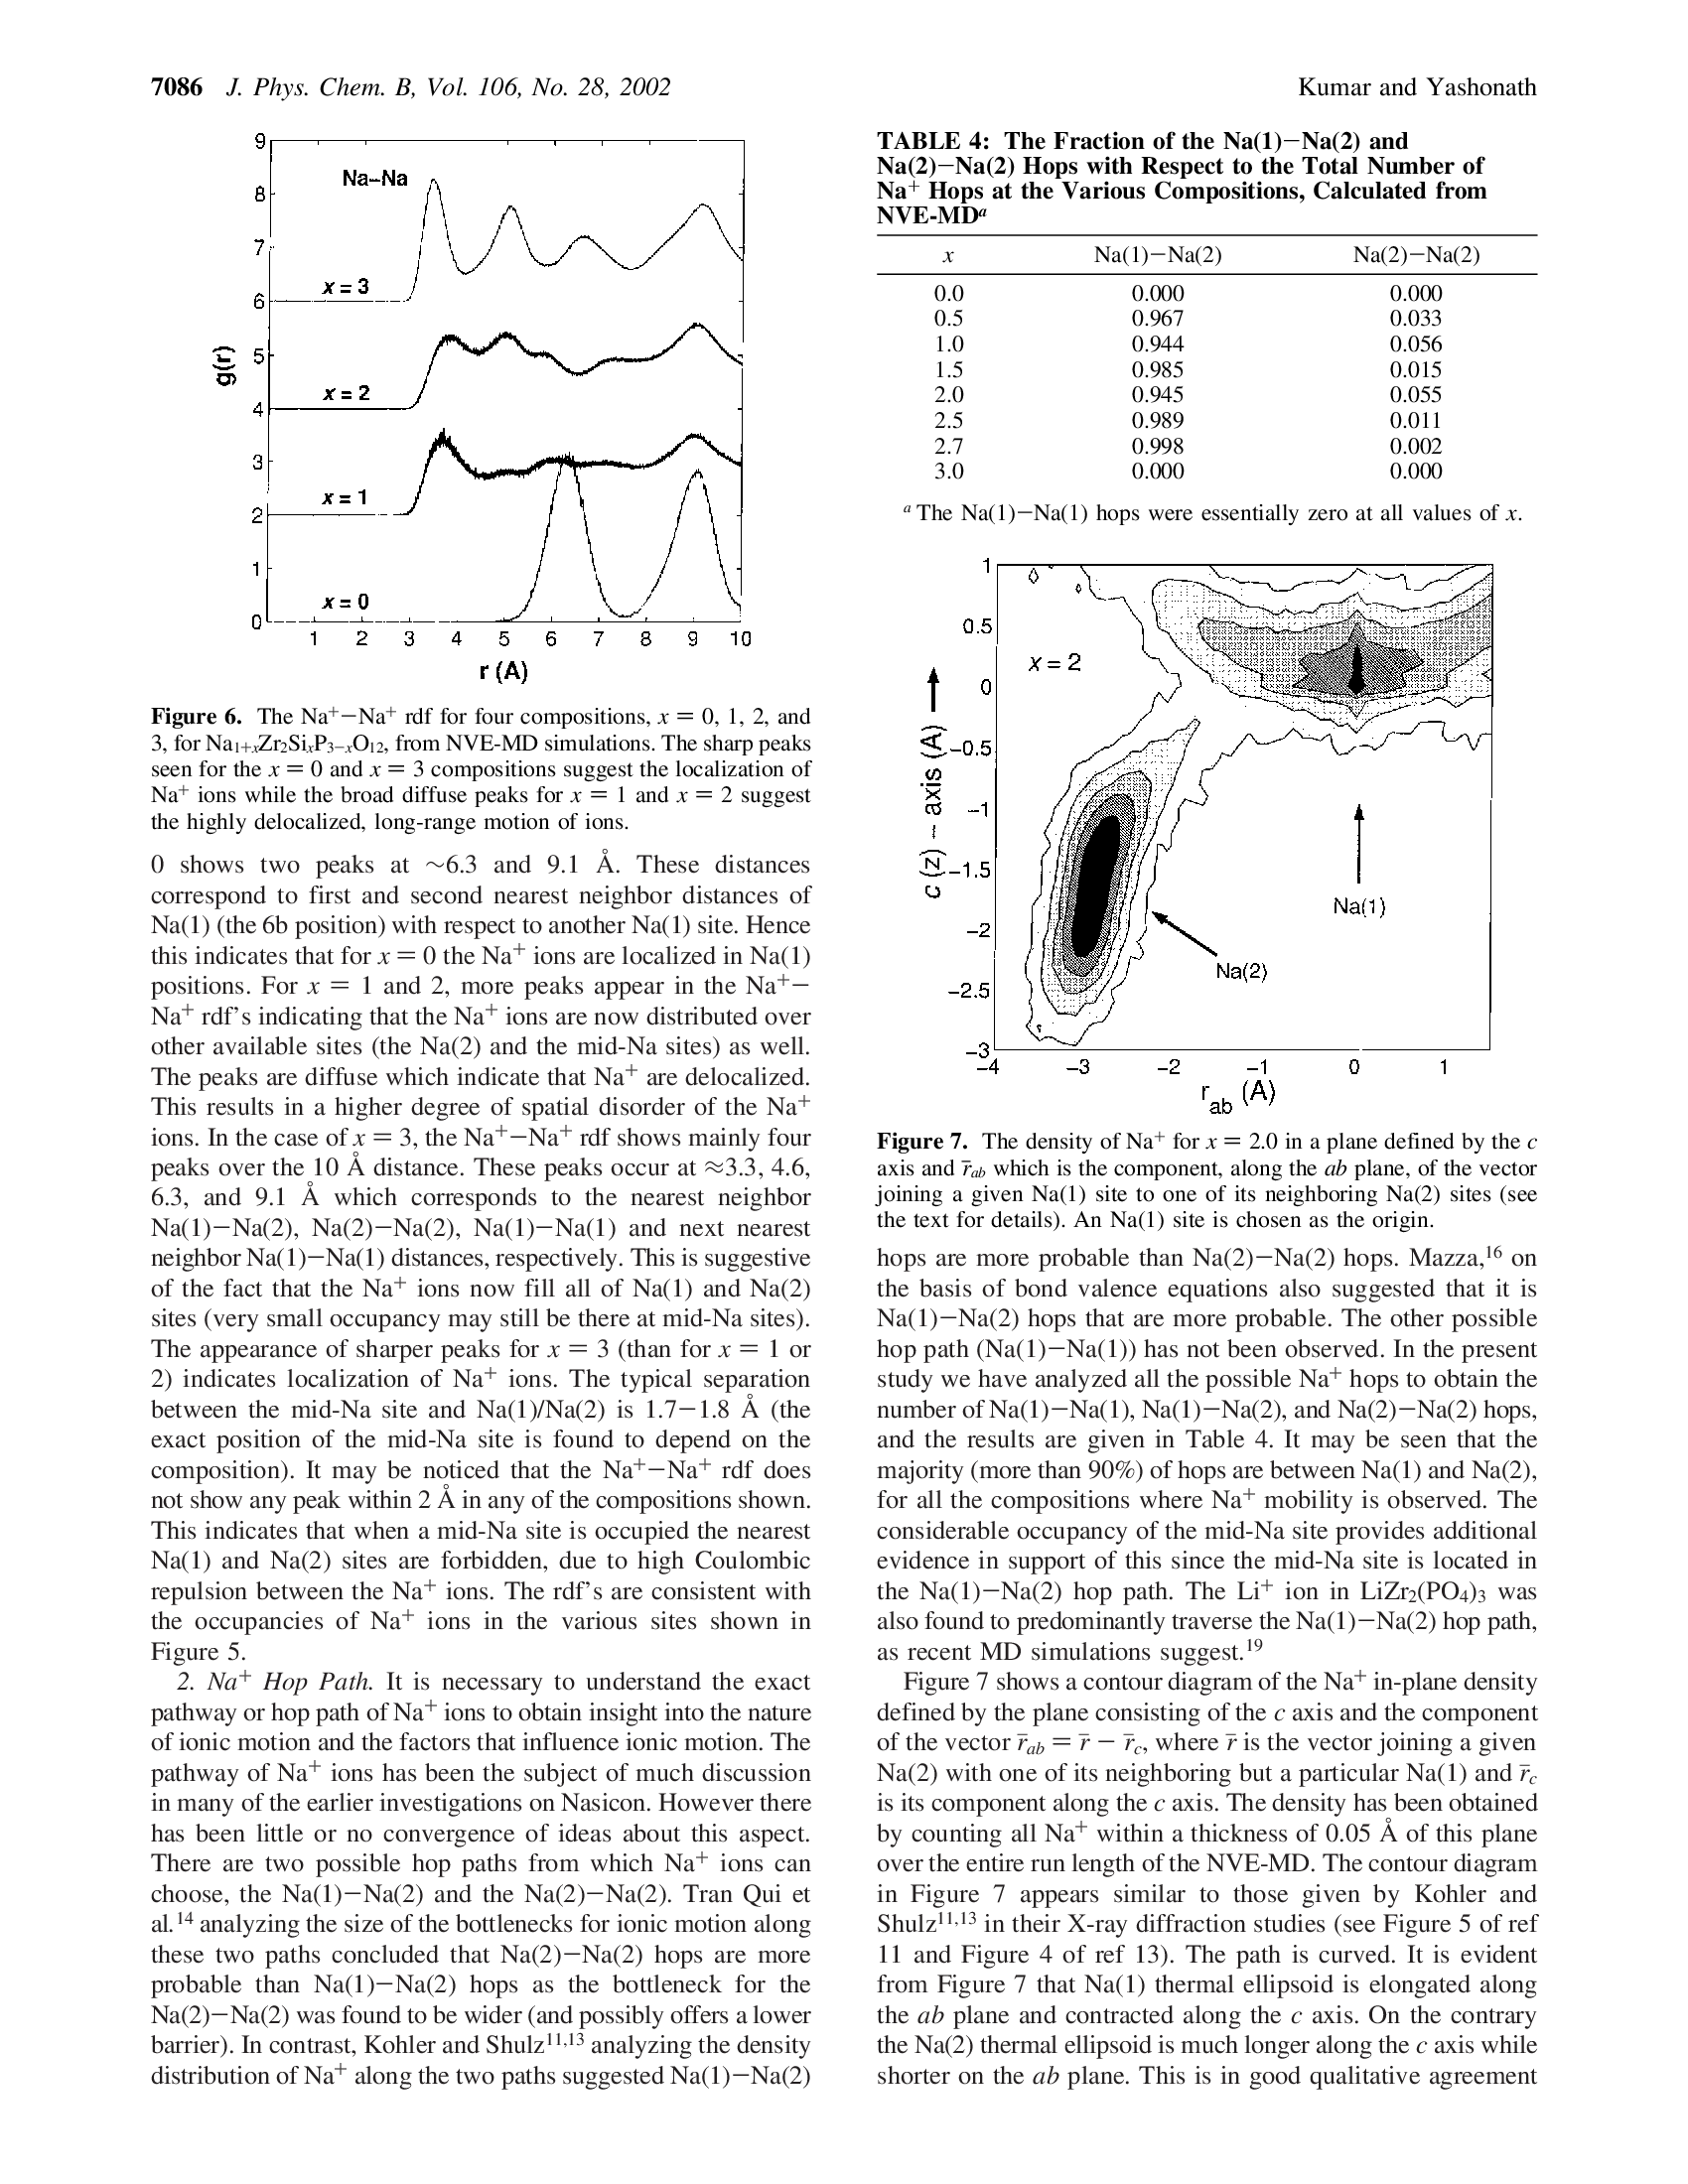 7086 J. Phys. Chem. B, Vol. 106, No. 28, 2002
Kumar and Yashonath
9
8
7
6
5
4
3
2
1
0
g(r)
Na–Na
x = 3
x = 2
x = 1
x = 0
1 2 3 4 5 6 7 8 9 10
r (A)
Figure 6. The Na⁺−Na⁺ rdf for four compositions, x = 0, 1, 2, and
3, for Na₁₊ₓZr₂SiₓP₃₋ₓO₁₂, from NVE-MD simulations. The sharp peaks
seen for the x = 0 and x = 3 compositions suggest the localization of
Na⁺ ions while the broad diffuse peaks for x = 1 and x = 2 suggest
the highly delocalized, long-range motion of ions.
0 shows two peaks at ∼6.3 and 9.1 Å. These distances
correspond to first and second nearest neighbor distances of
Na(1) (the 6b position) with respect to another Na(1) site. Hence
this indicates that for x = 0 the Na⁺ ions are localized in Na(1)
positions. For x = 1 and 2, more peaks appear in the Na⁺−
Na⁺ rdf's indicating that the Na⁺ ions are now distributed over
other available sites (the Na(2) and the mid-Na sites) as well.
The peaks are diffuse which indicate that Na⁺ are delocalized.
This results in a higher degree of spatial disorder of the Na⁺
ions. In the case of x = 3, the Na⁺−Na⁺ rdf shows mainly four
peaks over the 10 Å distance. These peaks occur at ≈3.3, 4.6,
6.3, and 9.1 Å which corresponds to the nearest neighbor
Na(1)−Na(2), Na(2)−Na(2), Na(1)−Na(1) and next nearest
neighbor Na(1)−Na(1) distances, respectively. This is suggestive
of the fact that the Na⁺ ions now fill all of Na(1) and Na(2)
sites (very small occupancy may still be there at mid-Na sites).
The appearance of sharper peaks for x = 3 (than for x = 1 or
2) indicates localization of Na⁺ ions. The typical separation
between the mid-Na site and Na(1)/Na(2) is 1.7−1.8 Å (the
exact position of the mid-Na site is found to depend on the
composition). It may be noticed that the Na⁺−Na⁺ rdf does
not show any peak within 2 Å in any of the compositions shown.
This indicates that when a mid-Na site is occupied the nearest
Na(1) and Na(2) sites are forbidden, due to high Coulombic
repulsion between the Na⁺ ions. The rdf's are consistent with
the occupancies of Na⁺ ions in the various sites shown in
Figure 5.
2. Na⁺ Hop Path. It is necessary to understand the exact
pathway or hop path of Na⁺ ions to obtain insight into the nature
of ionic motion and the factors that influence ionic motion. The
pathway of Na⁺ ions has been the subject of much discussion
in many of the earlier investigations on Nasicon. However there
has been little or no convergence of ideas about this aspect.
There are two possible hop paths from which Na⁺ ions can
choose, the Na(1)−Na(2) and the Na(2)−Na(2). Tran Qui et
al.¹⁴ analyzing the size of the bottlenecks for ionic motion along
these two paths concluded that Na(2)−Na(2) hops are more
probable than Na(1)−Na(2) hops as the bottleneck for the
Na(2)−Na(2) was found to be wider (and possibly offers a lower
barrier). In contrast, Kohler and Shulz¹¹,¹³ analyzing the density
distribution of Na⁺ along the two paths suggested Na(1)−Na(2)
TABLE 4: The Fraction of the Na(1)−Na(2) and
Na(2)−Na(2) Hops with Respect to the Total Number of
Na⁺ Hops at the Various Compositions, Calculated from
NVE-MDᵃ
x Na(1)−Na(2) Na(2)−Na(2)
0.0 0.000 0.000
0.5 0.967 0.033
1.0 0.944 0.056
1.5 0.985 0.015
2.0 0.945 0.055
2.5 0.989 0.011
2.7 0.998 0.002
3.0 0.000 0.000
ᵃ The Na(1)−Na(1) hops were essentially zero at all values of x.
1
0.5
0
−0.5
−1
−1.5
−2
−2.5
−3
c (z) – axis (A)
x = 2
Na(1)
Na(2)
−4 −3 −2 −1 0 1
r_ab (A)
Figure 7. The density of Na⁺ for x = 2.0 in a plane defined by the c
axis and r̄_ab which is the component, along the ab plane, of the vector
joining a given Na(1) site to one of its neighboring Na(2) sites (see
the text for details). An Na(1) site is chosen as the origin.
hops are more probable than Na(2)−Na(2) hops. Mazza,¹⁶ on
the basis of bond valence equations also suggested that it is
Na(1)−Na(2) hops that are more probable. The other possible
hop path (Na(1)−Na(1)) has not been observed. In the present
study we have analyzed all the possible Na⁺ hops to obtain the
number of Na(1)−Na(1), Na(1)−Na(2), and Na(2)−Na(2) hops,
and the results are given in Table 4. It may be seen that the
majority (more than 90%) of hops are between Na(1) and Na(2),
for all the compositions where Na⁺ mobility is observed. The
considerable occupancy of the mid-Na site provides additional
evidence in support of this since the mid-Na site is located in
the Na(1)−Na(2) hop path. The Li⁺ ion in LiZr₂(PO₄)₃ was
also found to predominantly traverse the Na(1)−Na(2) hop path,
as recent MD simulations suggest.¹⁹
Figure 7 shows a contour diagram of the Na⁺ in-plane density
defined by the plane consisting of the c axis and the component
of the vector r̄_ab = r̄ − r̄_c, where r̄ is the vector joining a given
Na(2) with one of its neighboring but a particular Na(1) and r̄_c
is its component along the c axis. The density has been obtained
by counting all Na⁺ within a thickness of 0.05 Å of this plane
over the entire run length of the NVE-MD. The contour diagram
in Figure 7 appears similar to those given by Kohler and
Shulz¹¹,¹³ in their X-ray diffraction studies (see Figure 5 of ref
11 and Figure 4 of ref 13). The path is curved. It is evident
from Figure 7 that Na(1) thermal ellipsoid is elongated along
the ab plane and contracted along the c axis. On the contrary
the Na(2) thermal ellipsoid is much longer along the c axis while
shorter on the ab plane. This is in good qualitative agreement